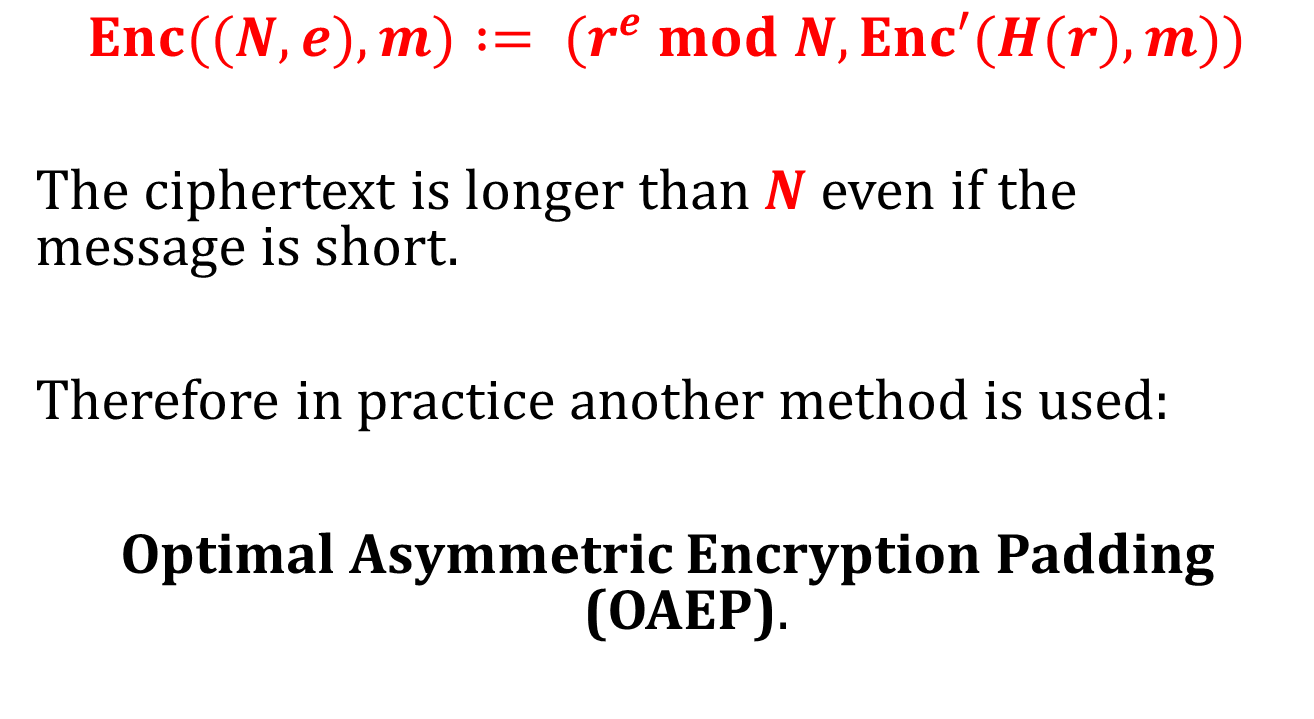 Enc((N, e), m) := (rᵉ mod N, Enc′(H(r), m))
The ciphertext is longer than N even if the
message is short.
Therefore in practice another method is used:
Optimal Asymmetric Encryption Padding
(OAEP).